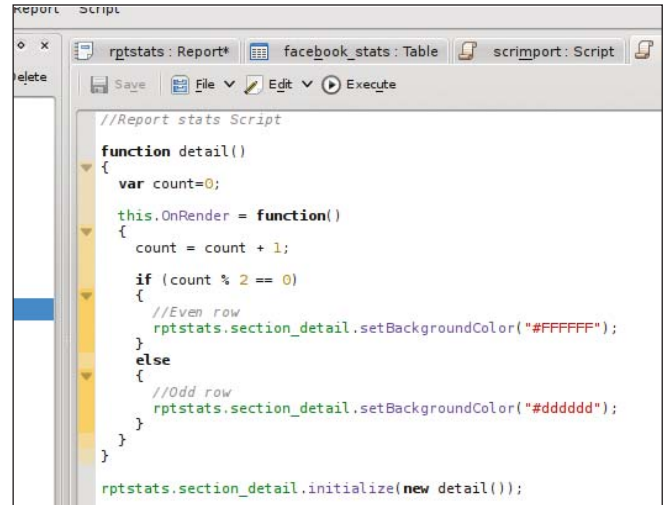 Report Script
rptstats : Report* facebook_stats : Table scrimport : Script
Delete Save File Edit Execute
//Report stats Script
function detail()
{
var count=0;
this.OnRender = function()
{
count = count + 1;
if (count % 2 == 0)
{
//Even row
rptstats.section_detail.setBackgroundColor("#FFFFFF");
}
else
{
//Odd row
rptstats.section_detail.setBackgroundColor("#dddddd");
}
}
}
rptstats.section_detail.initialize(new detail());